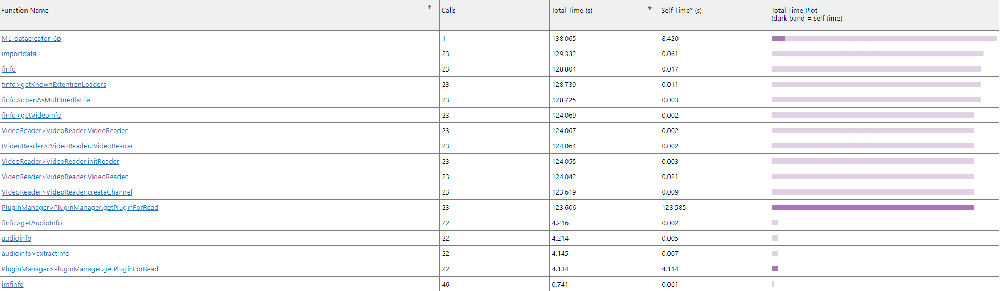 Function Name Calls Total Time (s) Self Time* (s) Total Time Plot
(dark band = self time)
ML_datacreator_6p 1 138.065 8.420
importdata 23 129.332 0.061
finfo 23 128.804 0.017
finfo>getKnownExtentionLoaders 23 128.739 0.011
finfo>openAsMultimediaFile 23 128.725 0.003
finfo>getVideoInfo 23 124.069 0.002
VideoReader>VideoReader.VideoReader 23 124.067 0.002
IVideoReader>IVideoReader.IVideoReader 23 124.064 0.002
VideoReader>VideoReader.initReader 23 124.055 0.003
VideoReader>VideoReader.VideoReader 23 124.042 0.021
VideoReader>VideoReader.createChannel 23 123.619 0.009
PluginManager>PluginManager.getPluginForRead 23 123.606 123.585
finfo>getAudioInfo 22 4.216 0.002
audioinfo 22 4.214 0.005
audioinfo>extractinfo 22 4.145 0.007
PluginManager>PluginManager.getPluginForRead 22 4.134 4.114
imfinfo 46 0.741 0.061